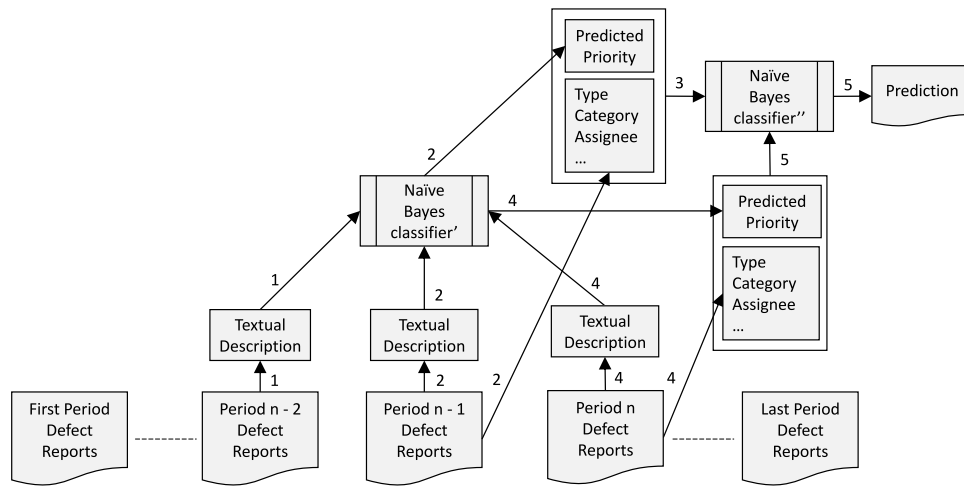 Predicted
Priority
Type
Category
Assignee
...
3
Naïve
Bayes
classifier’’
5
Prediction
2
5
Naïve
Bayes
classifier’
4
Predicted
Priority
Type
Category
Assignee
...
1
2
4
Textual
Description
Textual
Description
Textual
Description
1
2
2
4
4
First Period
Defect
Reports
Period n - 2
Defect
Reports
Period n - 1
Defect
Reports
Period n
Defect
Reports
Last Period
Defect
Reports